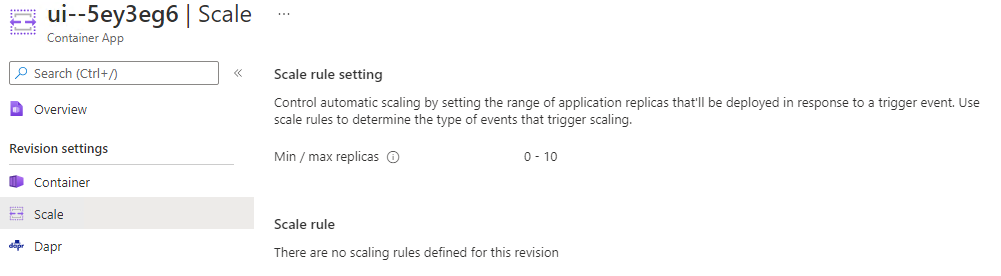 ui--5ey3eg6 | Scale ...
Container App
Search (Ctrl+/)
«
Overview
Revision settings
Container
Scale
dapr Dapr
Scale rule setting
Control automatic scaling by setting the range of application replicas that'll be deployed in response to a trigger event. Use
scale rules to determine the type of events that trigger scaling.
Min / max replicas 0 - 10
Scale rule
There are no scaling rules defined for this revision